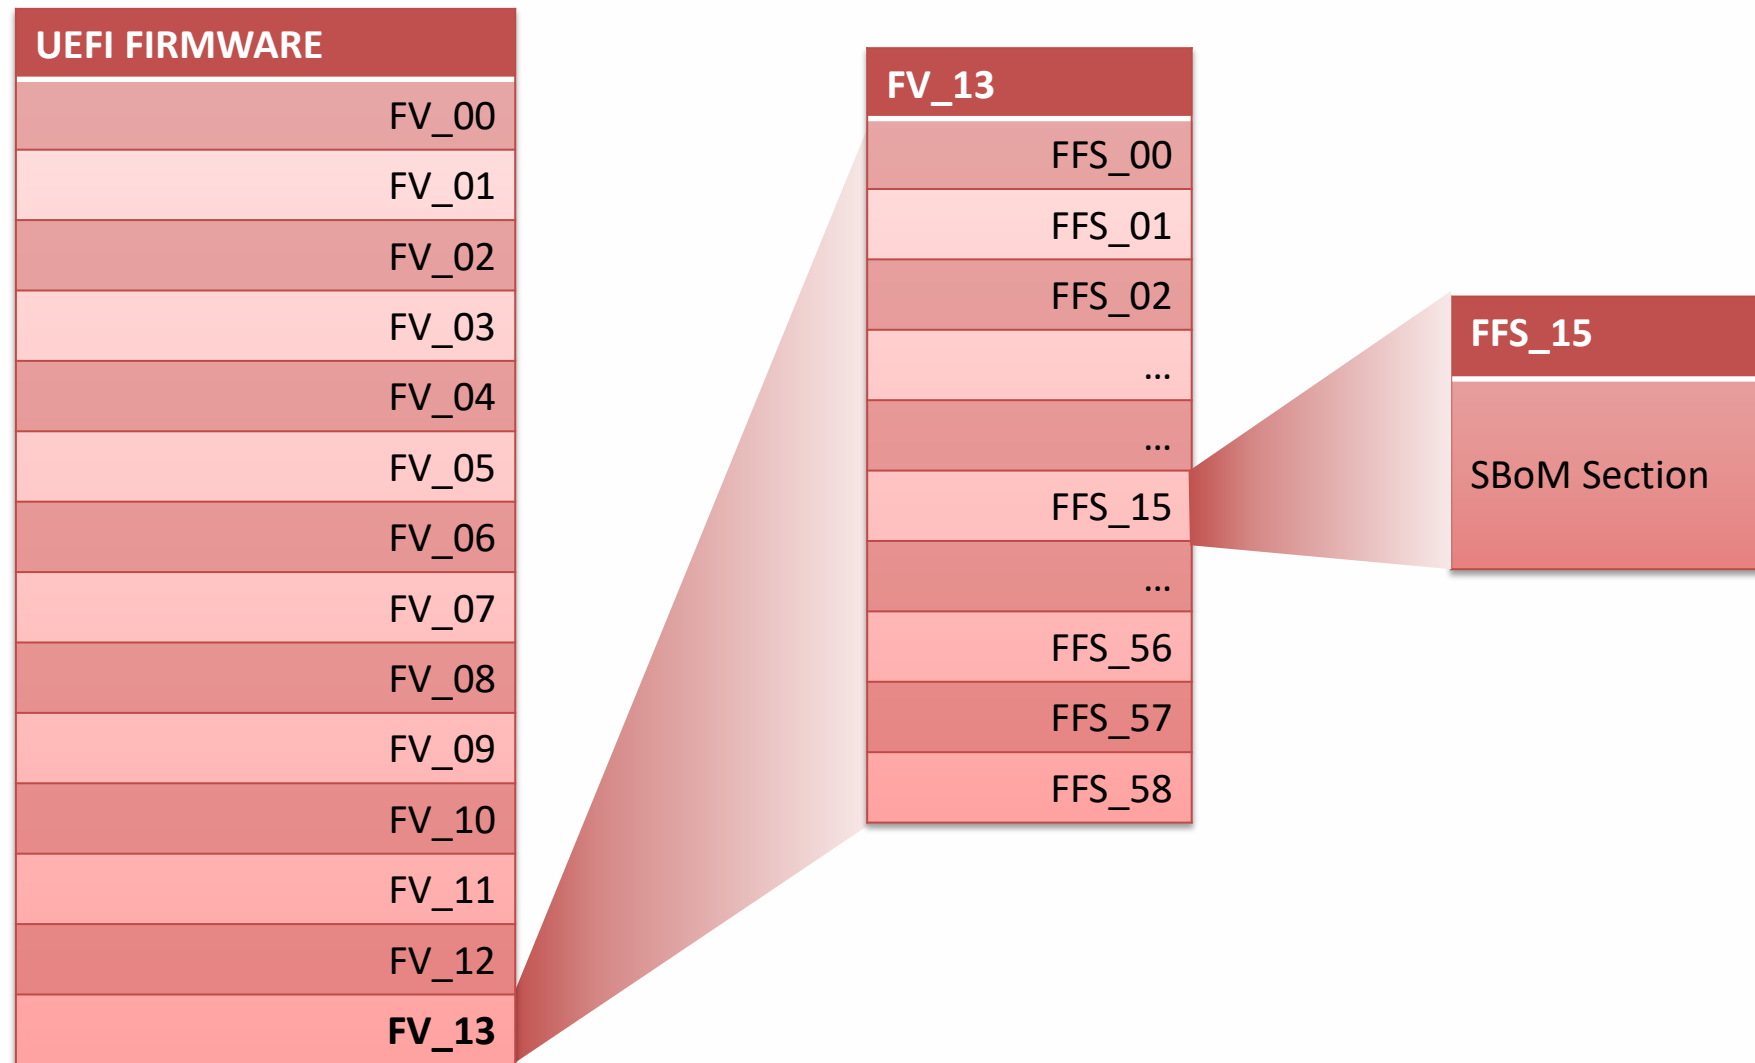 UEFI FIRMWARE
FV_00
FV_01
FV_02
FV_03
FV_04
FV_05
FV_06
FV_07
FV_08
FV_09
FV_10
FV_11
FV_12
FV_13
FV_13
FFS_00
FFS_01
FFS_02
...
...
FFS_15
...
FFS_56
FFS_57
FFS_58
FFS_15
SBoM Section